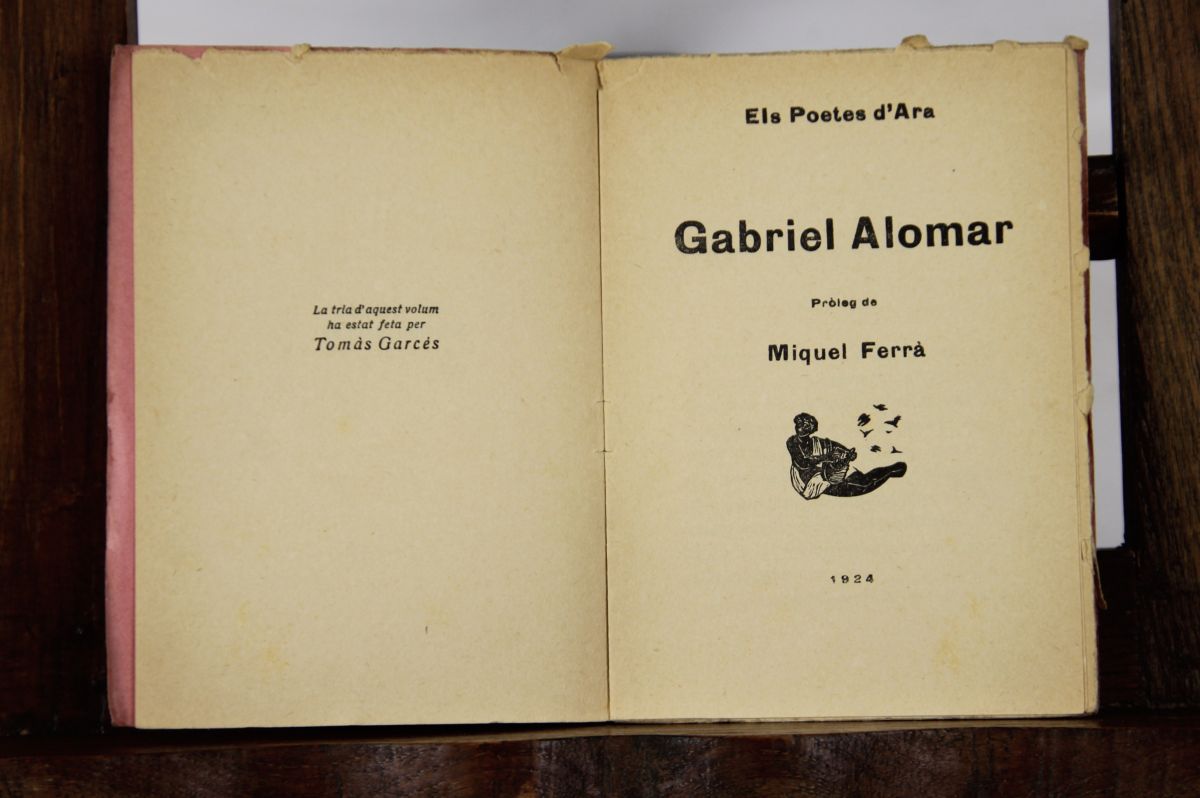 La tria d'aquest volum
ha estat feta per
Tomàs Garcés
Els Poetes d'Ara
Gabriel Alomar
Pròleg de
Miquel Ferrà
1924